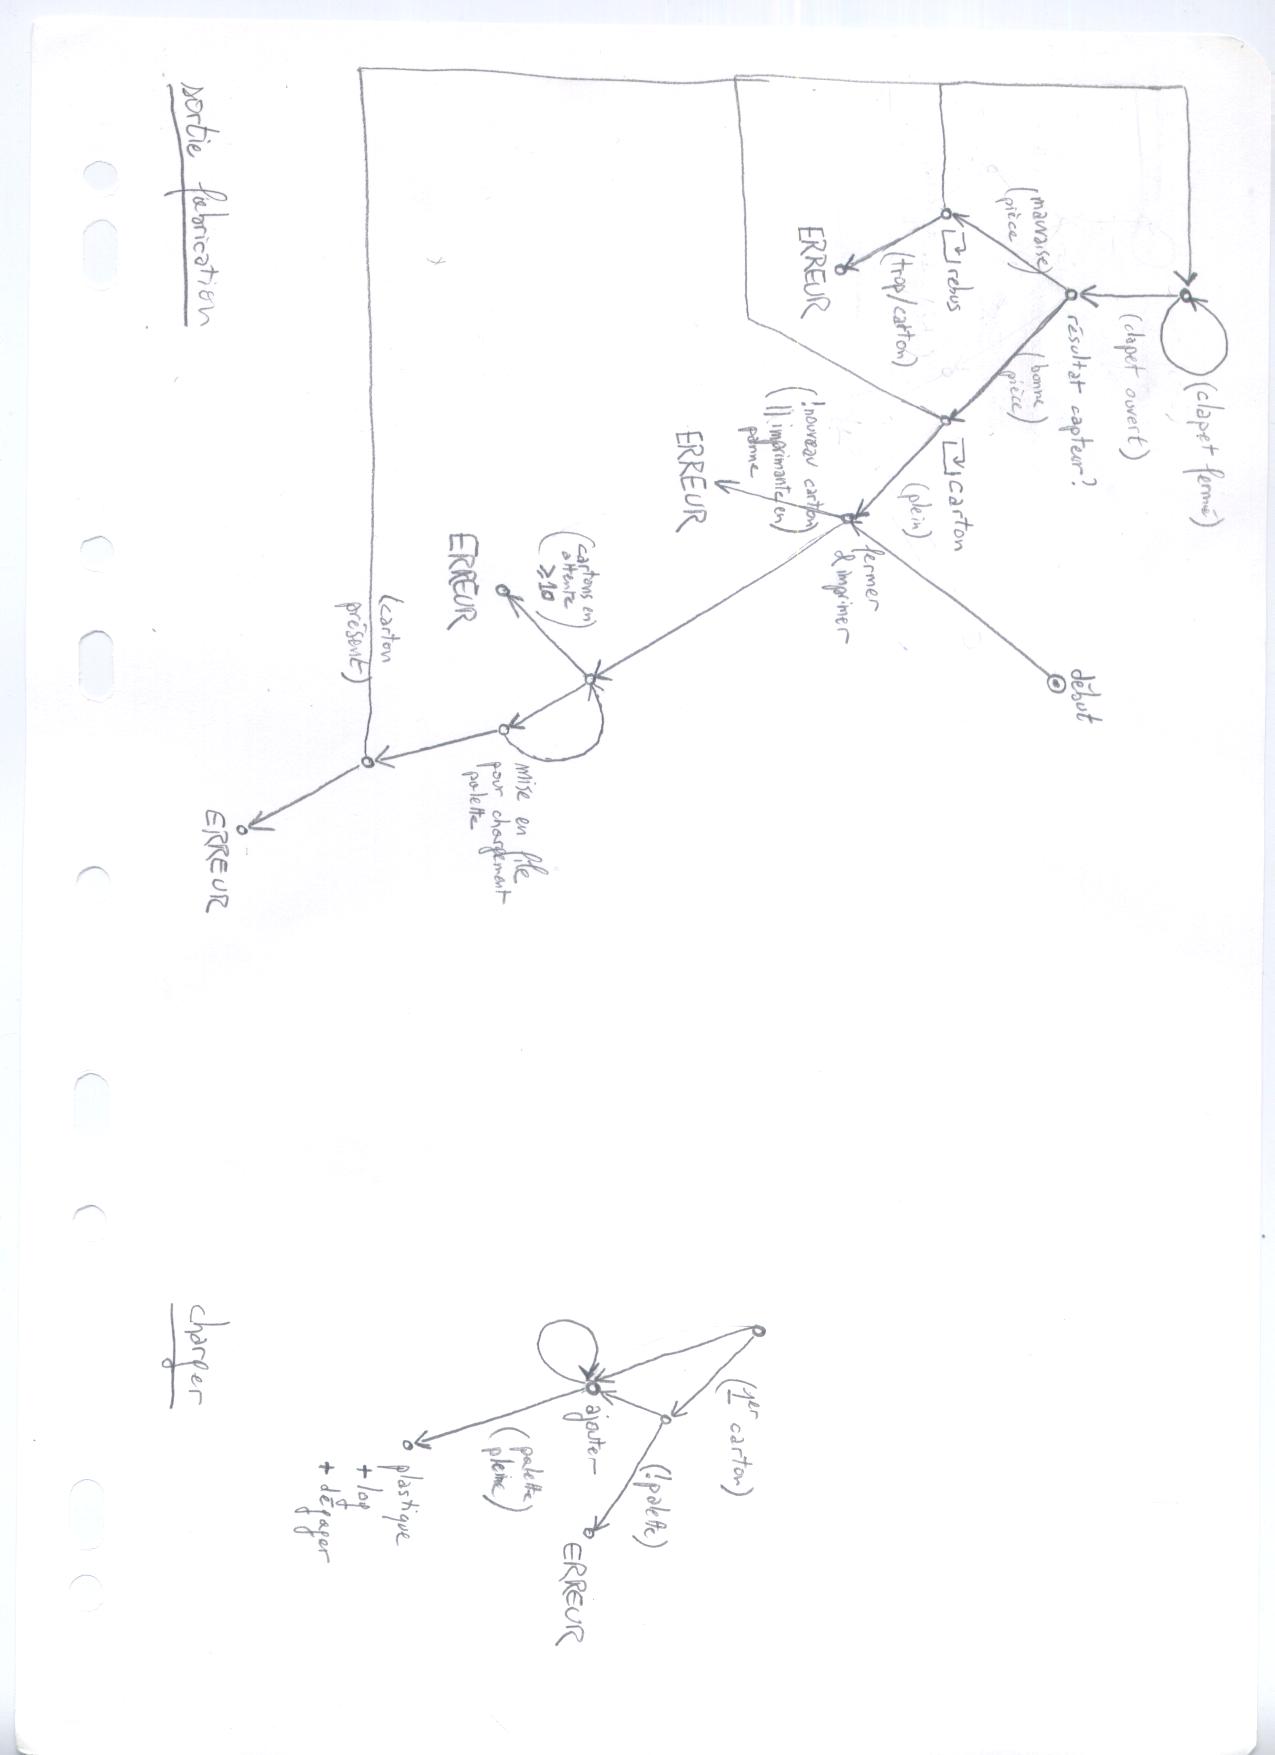 sortie fabrication
(clapet fermé)
(clapet ouvert)
résultat capteur?
(mauvaise
pièce)
(bonne
pièce)
rebus
(trop/carton)
ERREUR
carton
(plein)
début
fermer
& imprimer
(!nouveau carton
|| imprimante en
panne)
ERREUR
(cartons en
attente
≥10)
ERREUR
mise en file
pour chargement
palette
(carton
présent)
ERREUR
charger
(1er carton)
(!palette)
ERREUR
ajouter
(palette
pleine)
plastique
+ log
+ dégager